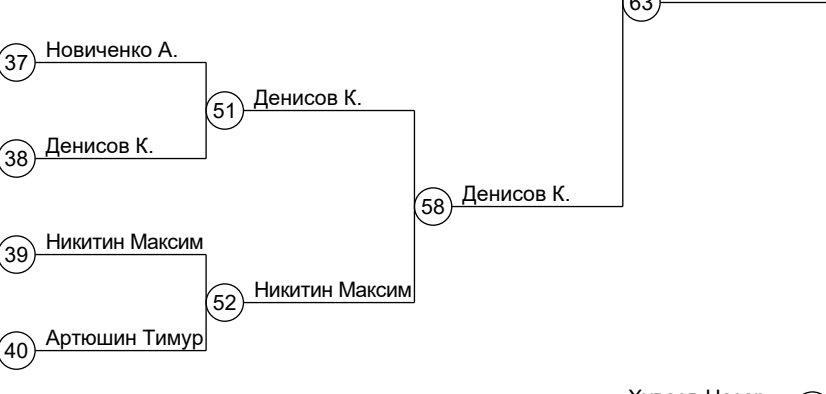 63
37 Новиченко А.
51 Денисов К.
38 Денисов К.
58 Денисов К.
39 Никитин Максим
52 Никитин Максим
40 Артюшин Тимур